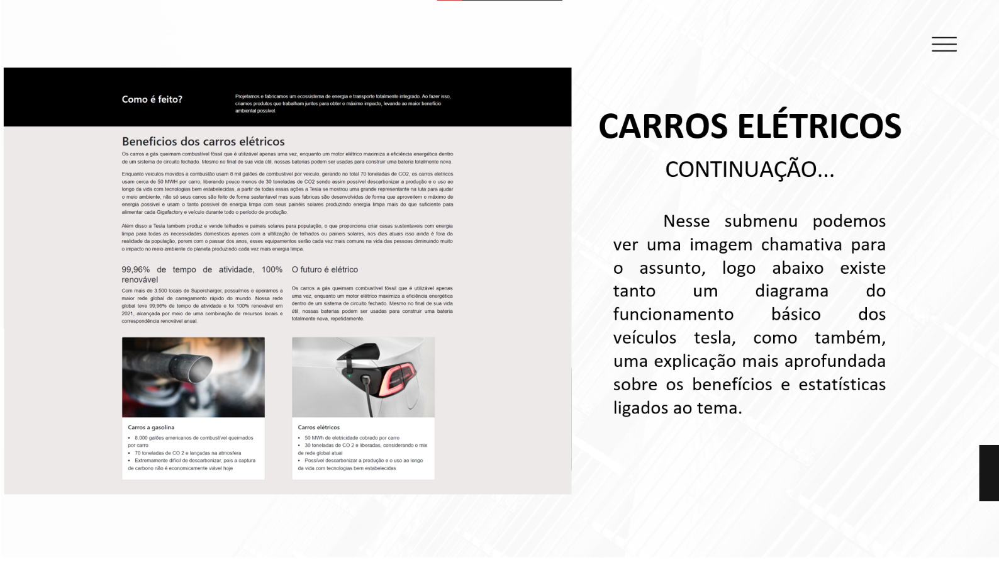 Como é feito?
Projetamos e fabricamos um ecossistema de energia e transporte totalmente integrado. Ao fazer isso,
criamos produtos que trabalham juntos para obter o máximo impacto, levando ao maior benefício
ambiental possível.
Beneficios dos carros elétricos
Os carros a gás queimam combustível fóssil que é utilizável apenas uma vez, enquanto um motor elétrico maximiza a eficiência energética dentro
de um sistema de circuito fechado. Mesmo no final de sua vida útil, nossas baterias podem ser usadas para construir uma bateria totalmente nova.
Enquanto veiculos movidos a combustão usam 8 mil galões de combustivel por veiculo, gerando no total 70 toneladas de CO2, os carros eletricos
usam cerca de 50 MWH por carro, liberando pouco menos de 30 toneladas de CO2 sendo assim possível descarbonizar a produção e o uso ao
longo da vida com tecnologias bem estabelecidas, a partir de todas essas ações a Tesla se mostrou uma grande representante na luta para ajudar
o meio ambiente, não só seus carros são feito de forma sustentavel mas suas fabricas são desenvolvidas de forma que aproveitem o máximo de
energia possivel e usam o tanto possivel de energia limpa com seus painéis solares produzindo energia limpa mais do que suficiente para
alimentar cada Gigafactory e veículo durante todo o período de produção.
Além disso a Tesla tambem produz e vende telhados e paineis solares para população, o que proporciona criar casas sustentaveis com energia
limpa para todas as necessidades domesticas apenas com a ultilização de telhados ou paineis solares, nos dias atuais isso ainda é fora da
realidade da população, porem com o passar dos anos, esses equipamentos serão cada vez mais comuns na vida das pessoas diminuindo muito
o impacto no meio ambiente do planeta produzindo cada vez mais energia limpa.
99,96% de tempo de atividade, 100%
renovável
Com mais de 3.500 locais de Supercharger, possuímos e operamos a
maior rede global de carregamento rápido do mundo. Nossa rede
global teve 99,96% de tempo de atividade e foi 100% renovável em
2021, alcançada por meio de uma combinação de recursos locais e
correspondência renovável anual.
O futuro é elétrico
Os carros a gás queimam combustível fóssil que é utilizável apenas
uma vez, enquanto um motor elétrico maximiza a eficiência energética
dentro de um sistema de circuito fechado. Mesmo no final de sua vida
útil, nossas baterias podem ser usadas para construir uma bateria
totalmente nova, repetidamente.
Carros a gasolina
• 8.000 galões americanos de combustível queimados
por carro
• 70 toneladas de CO 2 e lançadas na atmosfera
• Extremamente difícil de descarbonizar, pois a captura
de carbono não é economicamente viável hoje
Carros elétricos
• 50 MWh de eletricidade cobrado por carro
• 30 toneladas de CO 2 e liberadas, considerando o mix
de rede global atual
• Possível descarbonizar a produção e o uso ao longo
da vida com tecnologias bem estabelecidas
CARROS ELÉTRICOS
CONTINUAÇÃO...
Nesse submenu podemos
ver uma imagem chamativa para
o assunto, logo abaixo existe
tanto um diagrama do
funcionamento básico dos
veículos tesla, como também,
uma explicação mais aprofundada
sobre os benefícios e estatísticas
ligados ao tema.